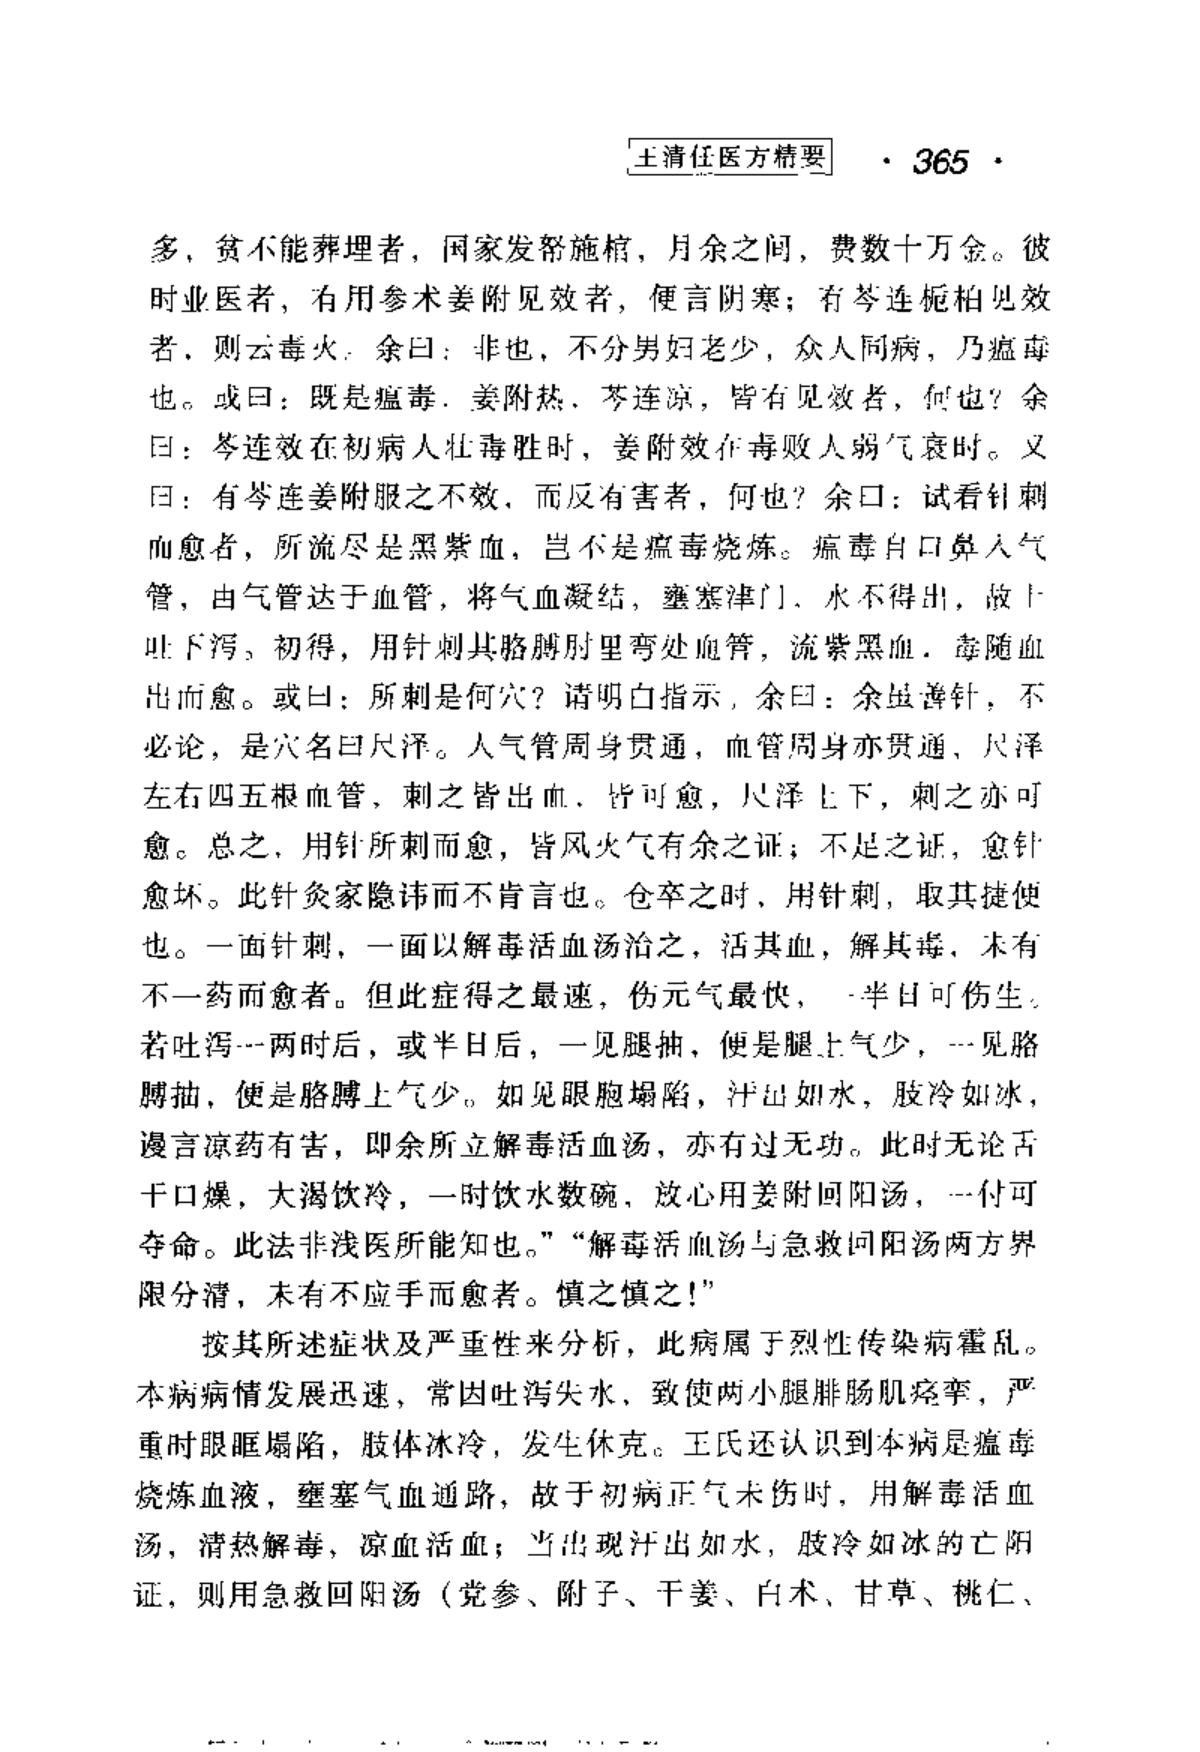 王清任医方精要 · 365 ·
多，贫不能葬埋者，国家发帑施棺，月余之间，费数十万金。彼
时业医者，有用参术姜附见效者，便言阴寒；有芩连栀柏见效
者，则云毒火。余曰：非也，不分男妇老少，众人同病，乃瘟毒
也。或曰：既是瘟毒，姜附热，芩连凉，皆有见效者，何也？余
曰：芩连效在初病人壮毒胜时，姜附效在毒败人弱气衰时。又
曰：有芩连姜附服之不效，而反有害者，何也？余曰：试看针刺
而愈者，所流尽是黑紫血，岂不是瘟毒烧炼。瘟毒自口鼻入气
管，由气管达于血管，将气血凝结，壅塞津门，水不得出，故上
吐下泻。初得，用针刺其胳膊肘里弯处血管，流紫黑血，毒随血
出而愈。或曰：所刺是何穴？请明白指示。余曰：余虽善针，不
必论，是穴名曰尺泽。人气管周身贯通，血管周身亦贯通，尺泽
左右四五根血管，刺之皆出血，皆可愈，尺泽上下，刺之亦可
愈。总之，用针所刺而愈，皆风火气有余之证；不足之证，愈针
愈坏。此针灸家隐讳而不肯言也。仓卒之时，用针刺，取其捷便
也。一面针刺，一面以解毒活血汤治之，活其血，解其毒，未有
不一药而愈者。但此症得之最速，伤元气最快，一半日可伤生。
若吐泻一两时后，或半日后，一见腿抽，便是腿上气少，一见胳
膊抽，便是胳膊上气少。如见眼胞塌陷，汗出如水，肢冷如冰，
谩言凉药有害，即余所立解毒活血汤，亦有过无功。此时无论舌
干口燥，大渴饮冷，一时饮水数碗，放心用姜附回阳汤，一付可
夺命。此法非浅医所能知也。”“解毒活血汤与急救回阳汤两方界
限分清，未有不应手而愈者。慎之慎之！”
按其所述症状及严重性来分析，此病属于烈性传染病霍乱。
本病病情发展迅速，常因吐泻失水，致使两小腿腓肠肌痉挛，严
重时眼眶塌陷，肢体冰冷，发生休克。王氏还认识到本病是瘟毒
烧炼血液，壅塞气血通路，故于初病正气未伤时，用解毒活血
汤，清热解毒，凉血活血；当出现汗出如水，肢冷如冰的亡阳
证，则用急救回阳汤（党参、附子、干姜、白术、甘草、桃仁、